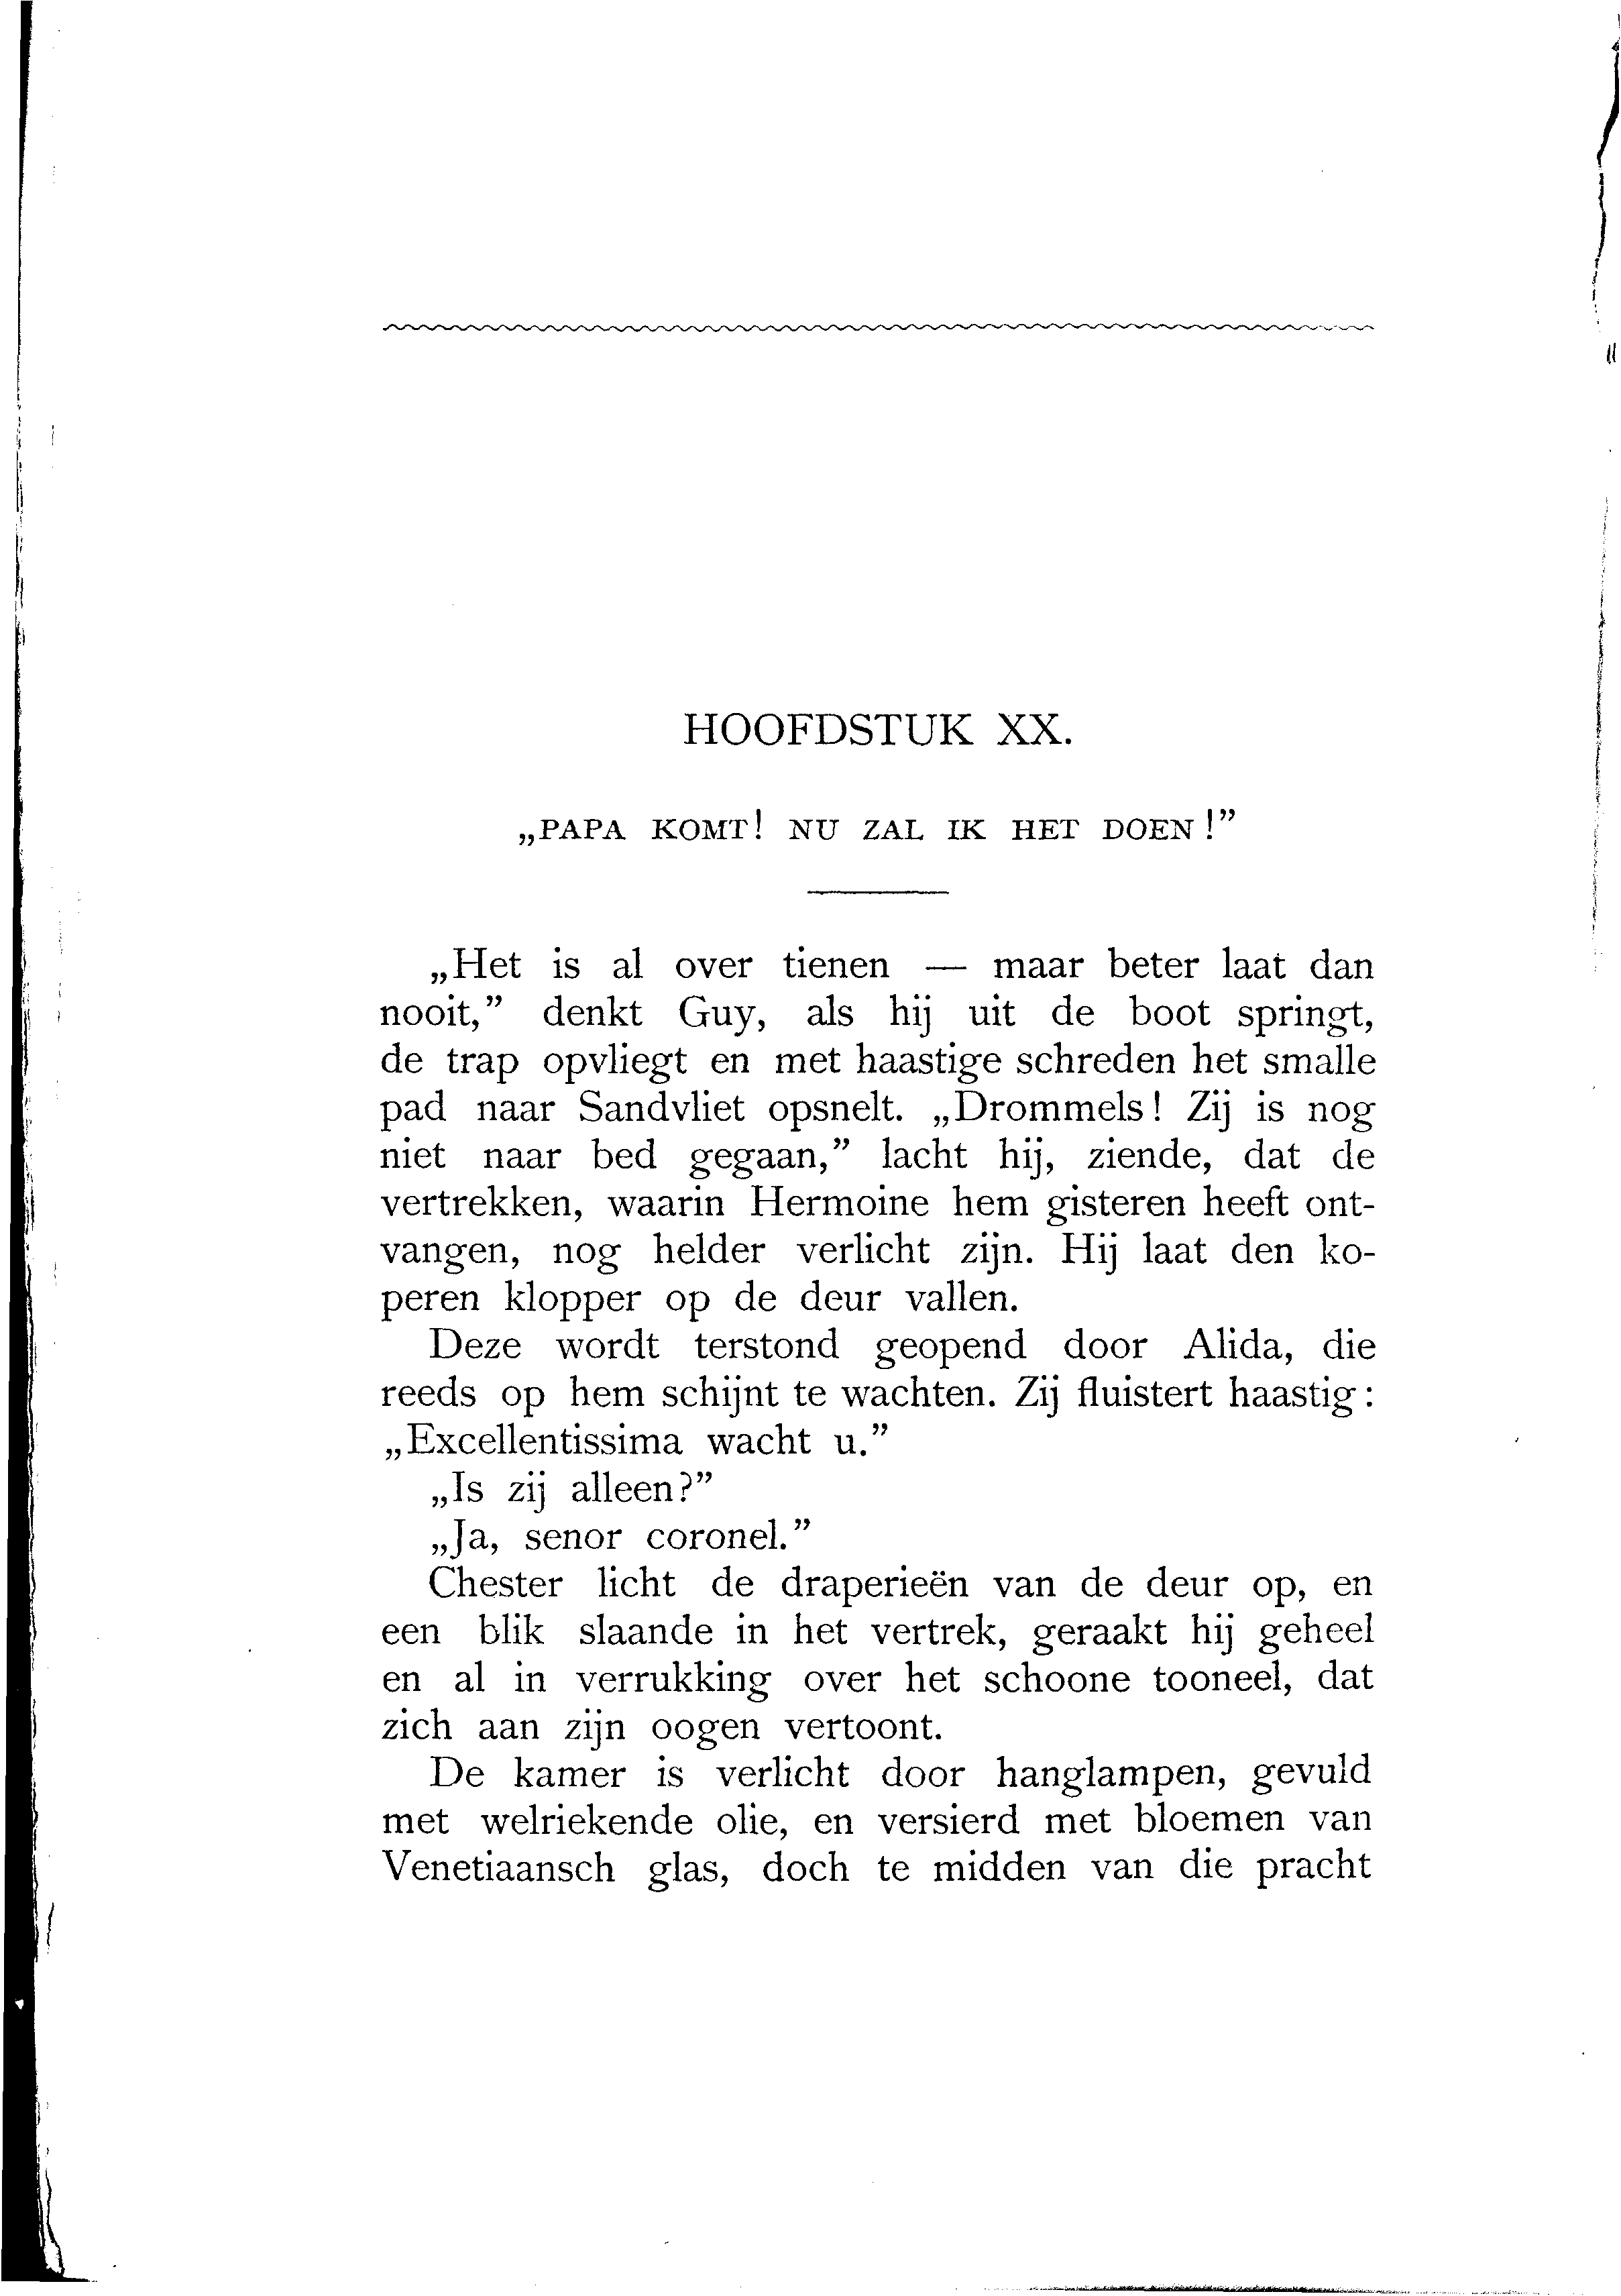 HOOFDSTUK XX.
„PAPA KOMT! NU ZAL IK HET DOEN!”
„Het is al over tienen — maar beter laat dan
nooit,” denkt Guy, als hij uit de boot springt,
de trap opvliegt en met haastige schreden het smalle
pad naar Sandvliet opsnelt. „Drommels! Zij is nog
niet naar bed gegaan,” lacht hij, ziende, dat de
vertrekken, waarin Hermoine hem gisteren heeft ont-
vangen, nog helder verlicht zijn. Hij laat den ko-
peren klopper op de deur vallen.
Deze wordt terstond geopend door Alida, die
reeds op hem schijnt te wachten. Zij fluistert haastig:
„Excellentissima wacht u.”
„Is zij alleen?”
„Ja, senor coronel.”
Chester licht de draperieën van de deur op, en
een blik slaande in het vertrek, geraakt hij geheel
en al in verrukking over het schoone tooneel, dat
zich aan zijn oogen vertoont.
De kamer is verlicht door hanglampen, gevuld
met welriekende olie, en versierd met bloemen van
Venetiaansch glas, doch te midden van die pracht